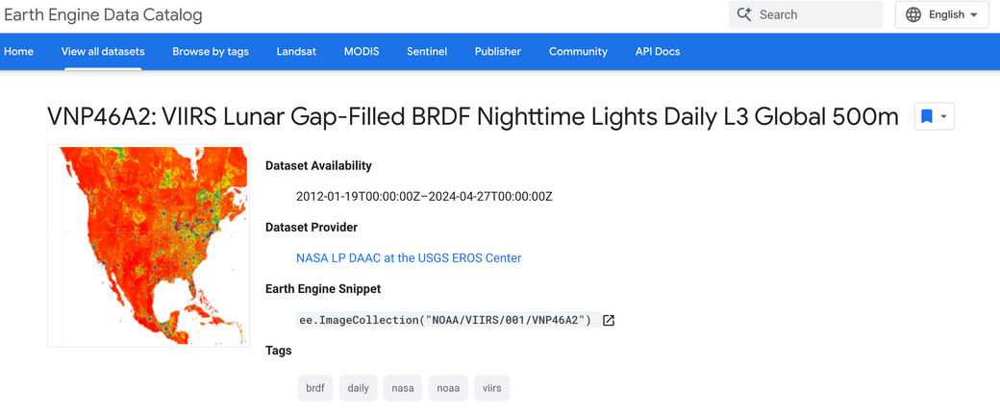 Earth Engine Data Catalog
Search
English
Home View all datasets Browse by tags Landsat MODIS Sentinel Publisher Community API Docs
VNP46A2: VIIRS Lunar Gap-Filled BRDF Nighttime Lights Daily L3 Global 500m
Dataset Availability
2012-01-19T00:00:00Z–2024-04-27T00:00:00Z
Dataset Provider
NASA LP DAAC at the USGS EROS Center
Earth Engine Snippet
ee.ImageCollection("NOAA/VIIRS/001/VNP46A2")
Tags
brdf daily nasa noaa viirs